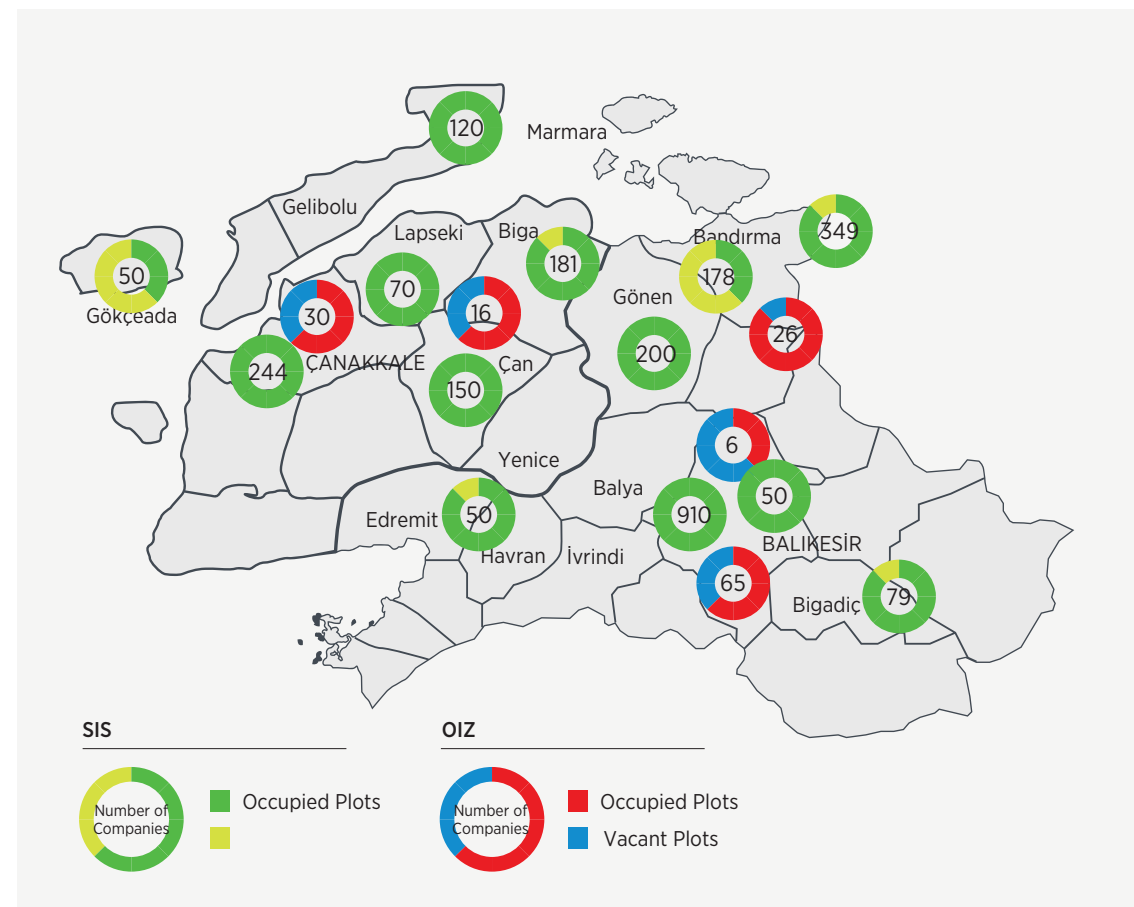 120
Marmara
Gelibolu
Lapseki
Biga
349
Bandırma
181
50
178
70
Gönen
Gökçeada
30
16
26
200
ÇANAKKALE
Çan
244
150
6
Yenice
Balya
50
Edremit
50
910
BALIKESİR
Havran
İvrindi
65
Bigadiç
79
SIS
OIZ
Number of
Companies
Occupied Plots
Number of
Companies
Occupied Plots
Vacant Plots